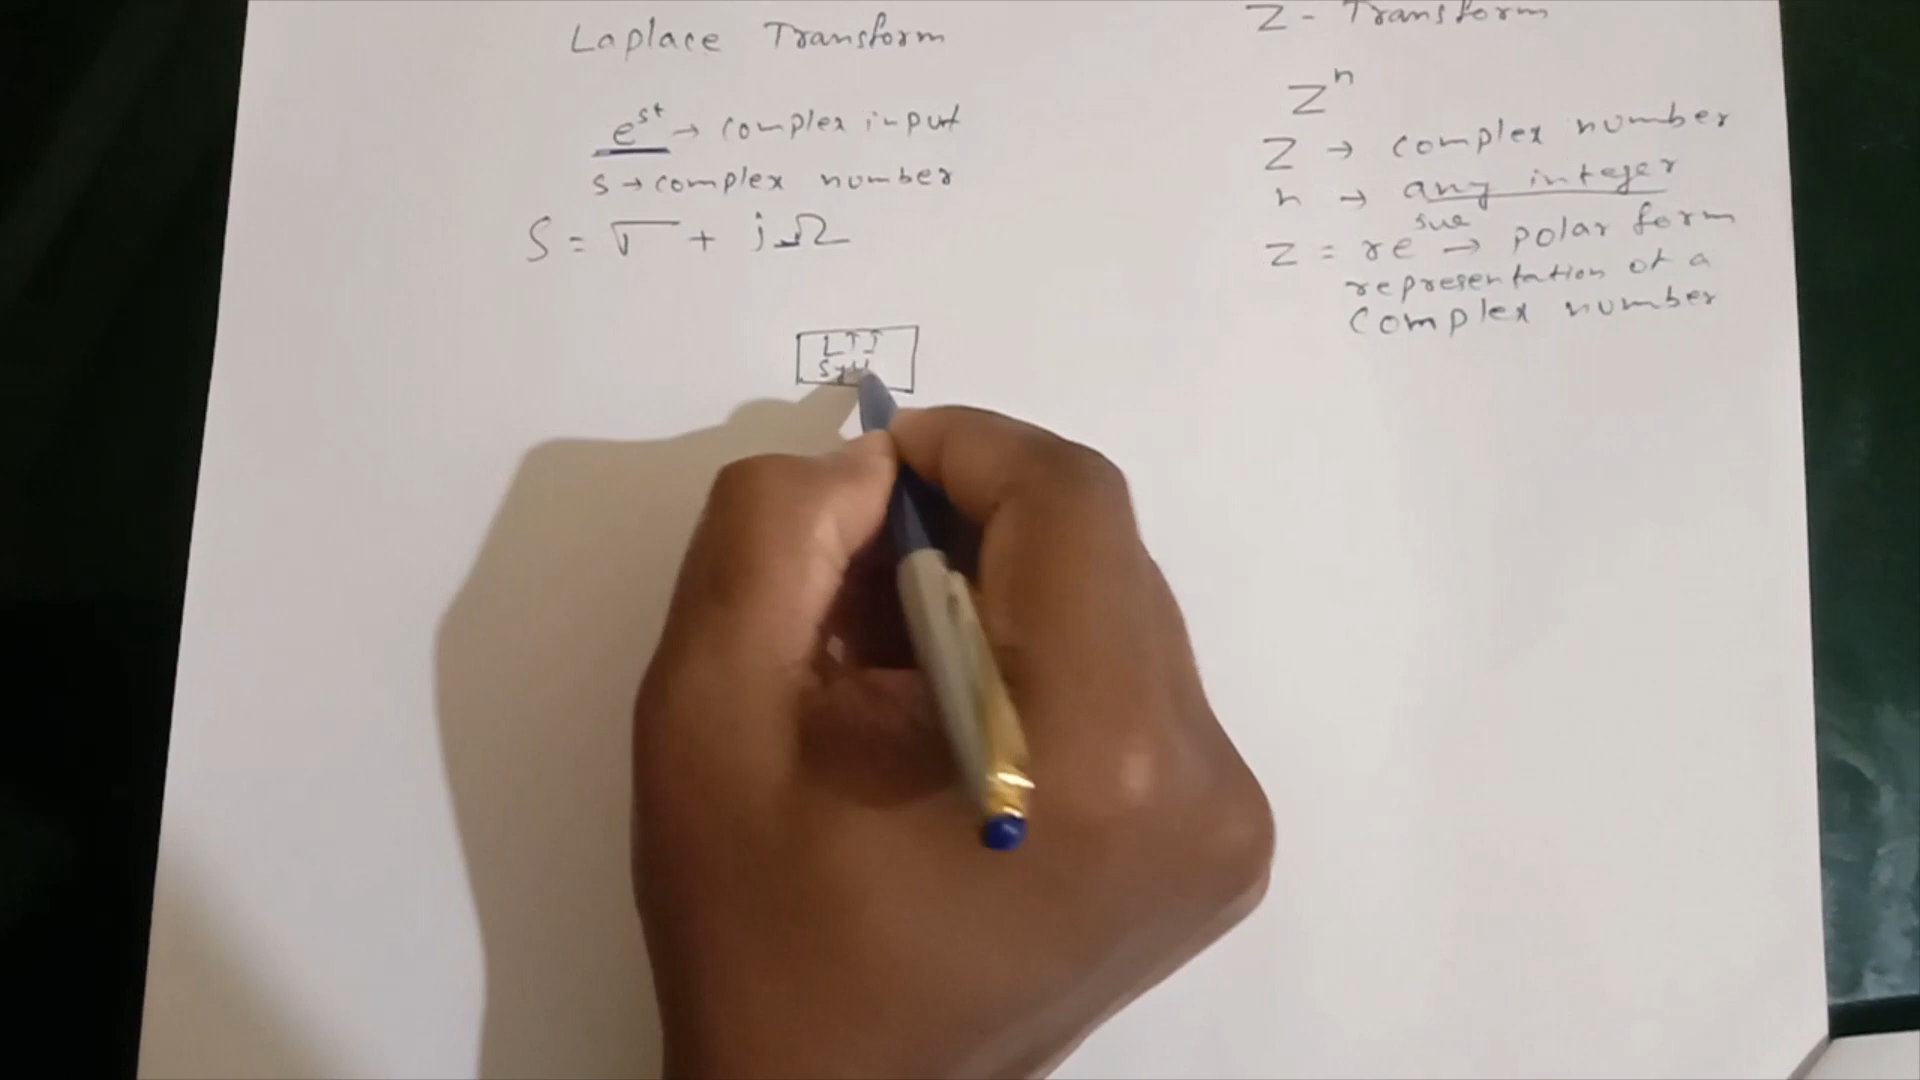 Laplace Transform
e^st → complex input
s → complex number
S = σ + jΩ
LTI
Sys
Z - Transform
Z^n
Z → complex number
n → any integer
Z = re^jω → polar form
representation of a
complex number